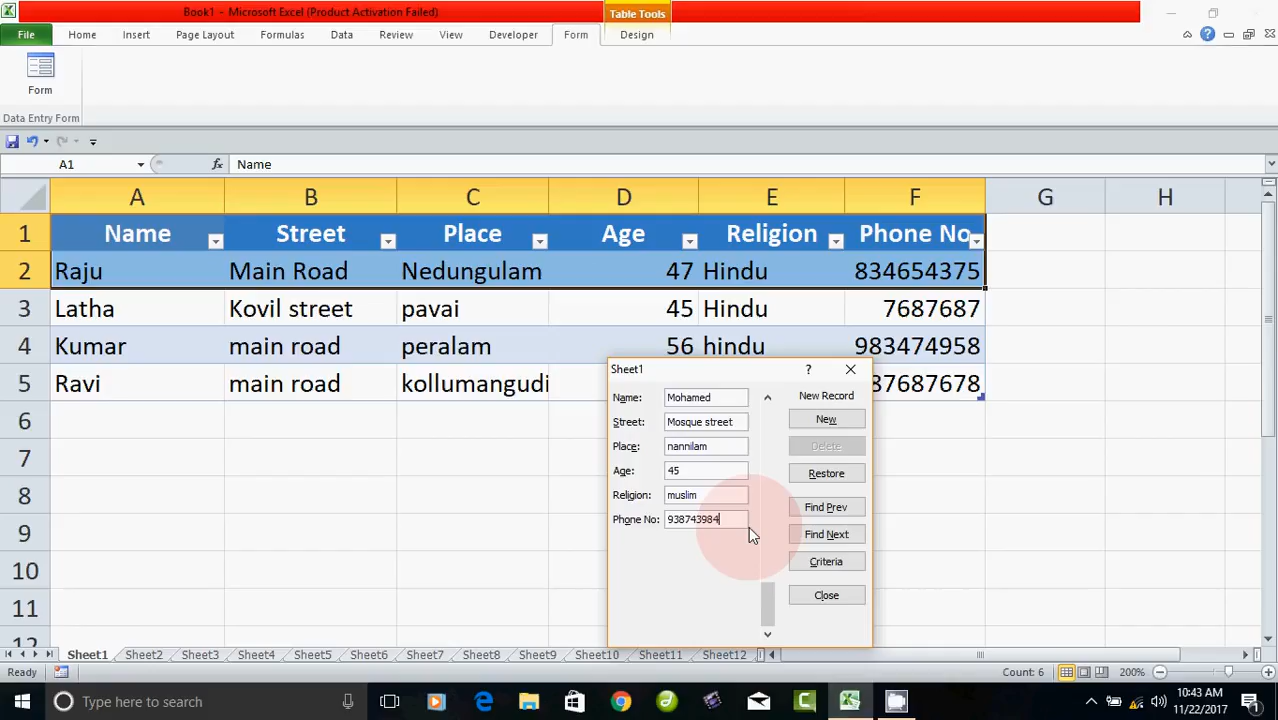 Book1 - Microsoft Excel (Product Activation Failed)
Table Tools
File Home Insert Page Layout Formulas Data Review View Developer Form Design
Form
Data Entry Form
A1 fx Name
A B C D E F G H
1 Name Street Place Age Religion Phone No
2 Raju Main Road Nedungulam 47 Hindu 834654375
3 Latha Kovil street pavai 45 Hindu 7687687
4 Kumar main road peralam 56 hindu 983474958
5 Ravi main road kollumangudi 87687678
6
7
8
9
10
11
12
Sheet1 ?
New Record
Name: Mohamed
New
Street: Mosque street
Place: nannilam
Delete
Age: 45
Restore
Religion: muslim
Find Prev
Phone No: 938743984
Find Next
Criteria
Close
Sheet1 Sheet2 Sheet3 Sheet4 Sheet5 Sheet6 Sheet7 Sheet8 Sheet9 Sheet10 Sheet11 Sheet12
Ready Count: 6 200%
Type here to search
10:43 AM
11/22/2017